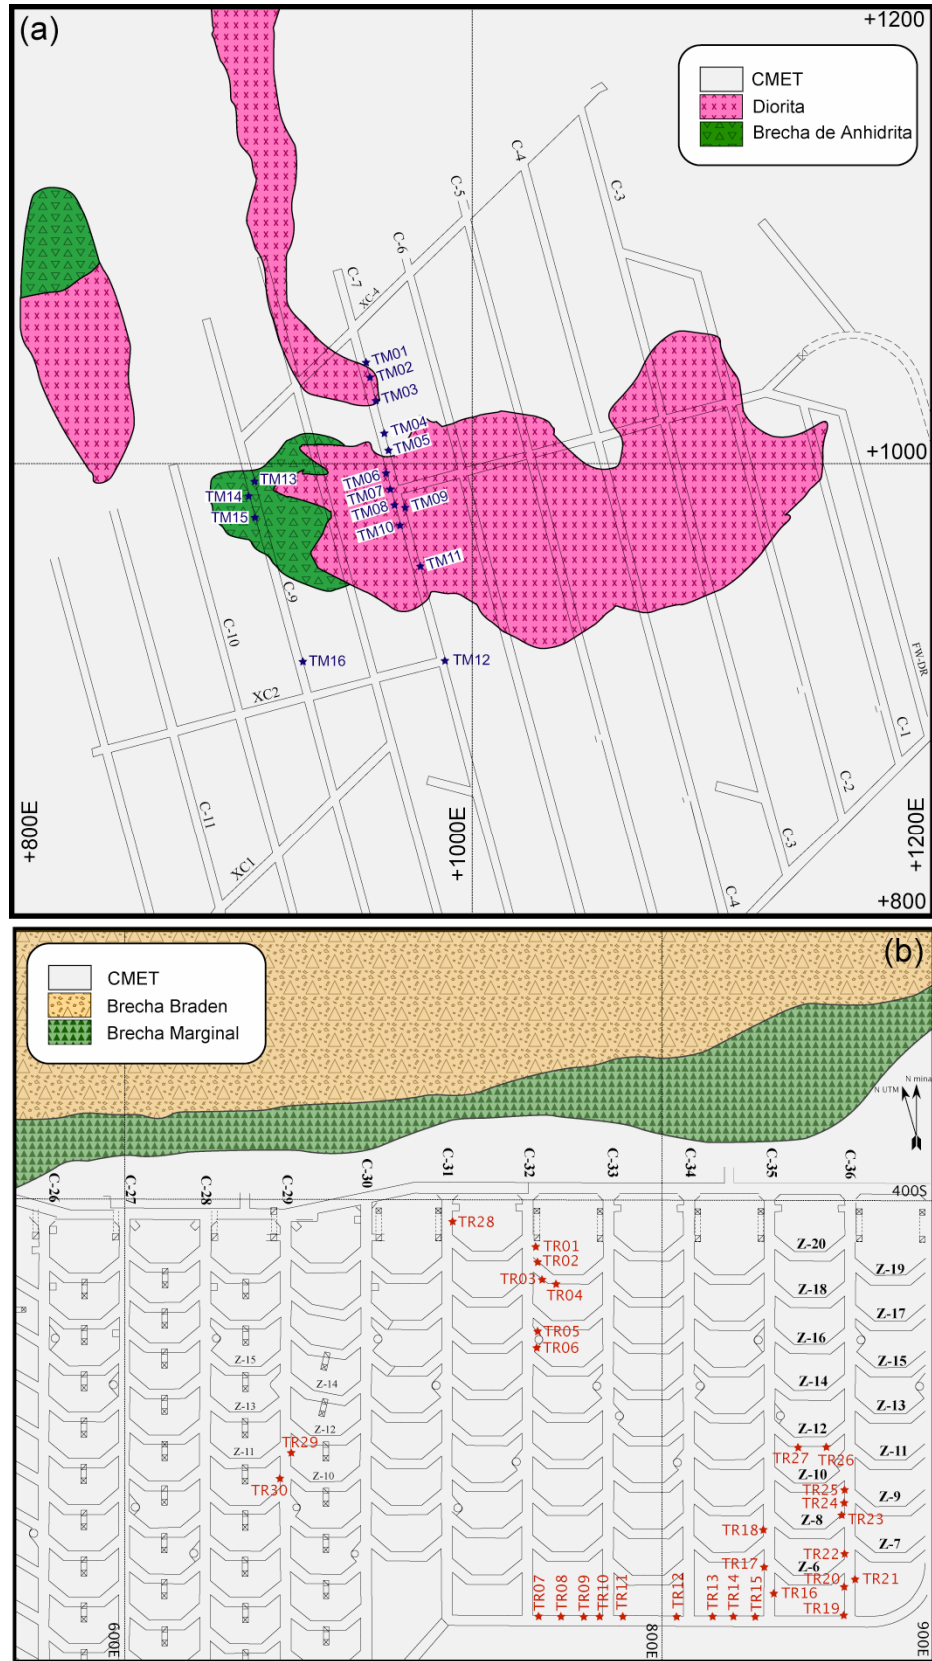 (a)
+1200
CMET
Diorita
Brecha de Anhidrita
C-4
C-3
C-5
C-6
C-7
XC-4
TM01
TM02
TM03
TM04
TM05
+1000
TM06
TM13
TM07
TM14
TM08
TM09
TM15
TM10
TM11
C-9
C-10
TM16
TM12
XC2
FW-DR
C-1
C-2
C-11
+800E
+1000E
+1200E
XC1
C-3
C-4
+800
(b)
CMET
Brecha Braden
Brecha Marginal
N UTM
N mina
C-26
C-27
C-28
C-29
C-30
C-31
C-32
C-33
C-34
C-35
C-36
400S
TR28
TR01
Z-20
TR02
Z-19
TR03
TR04
Z-18
Z-17
TR05
Z-16
TR06
Z-15
Z-15
Z-14
Z-14
Z-13
Z-13
Z-12
Z-12
TR29
Z-11
Z-11
TR27
TR26
Z-10
Z-10
TR30
TR25
TR24
Z-9
Z-8
TR23
TR18
Z-7
TR22
TR17
Z-6
TR21
TR20
TR16
TR07
TR08
TR09
TR10
TR11
TR12
TR13
TR14
TR15
TR19
600E
800E
900E